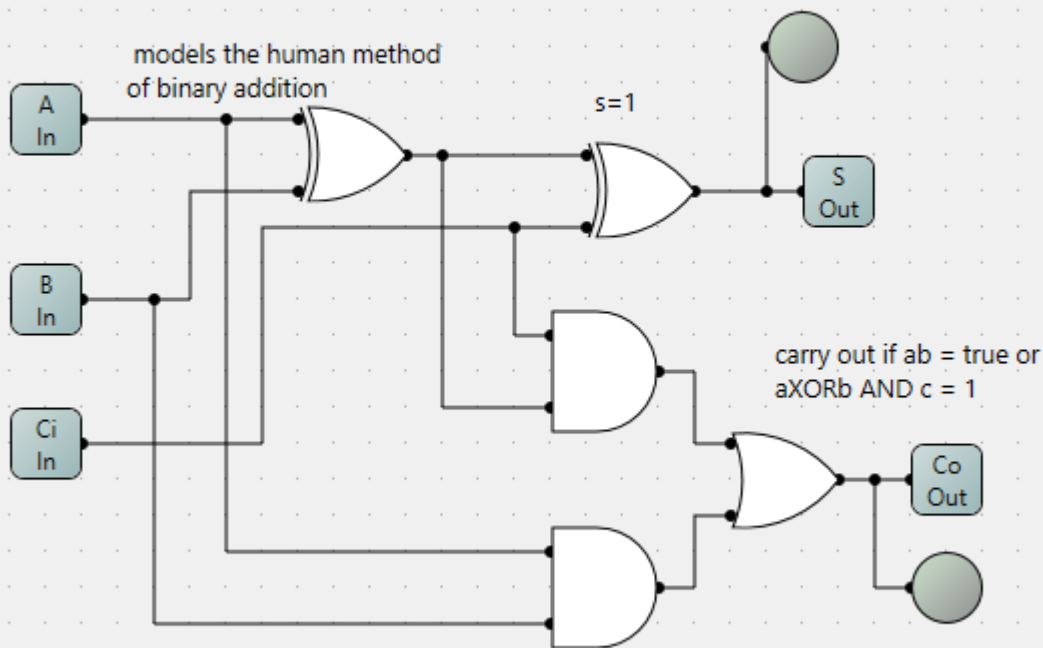 models the human method
of binary addition
A
In
s=1
S
Out
B
In
carry out if ab = true or
aXORb AND c = 1
Ci
In
Co
Out